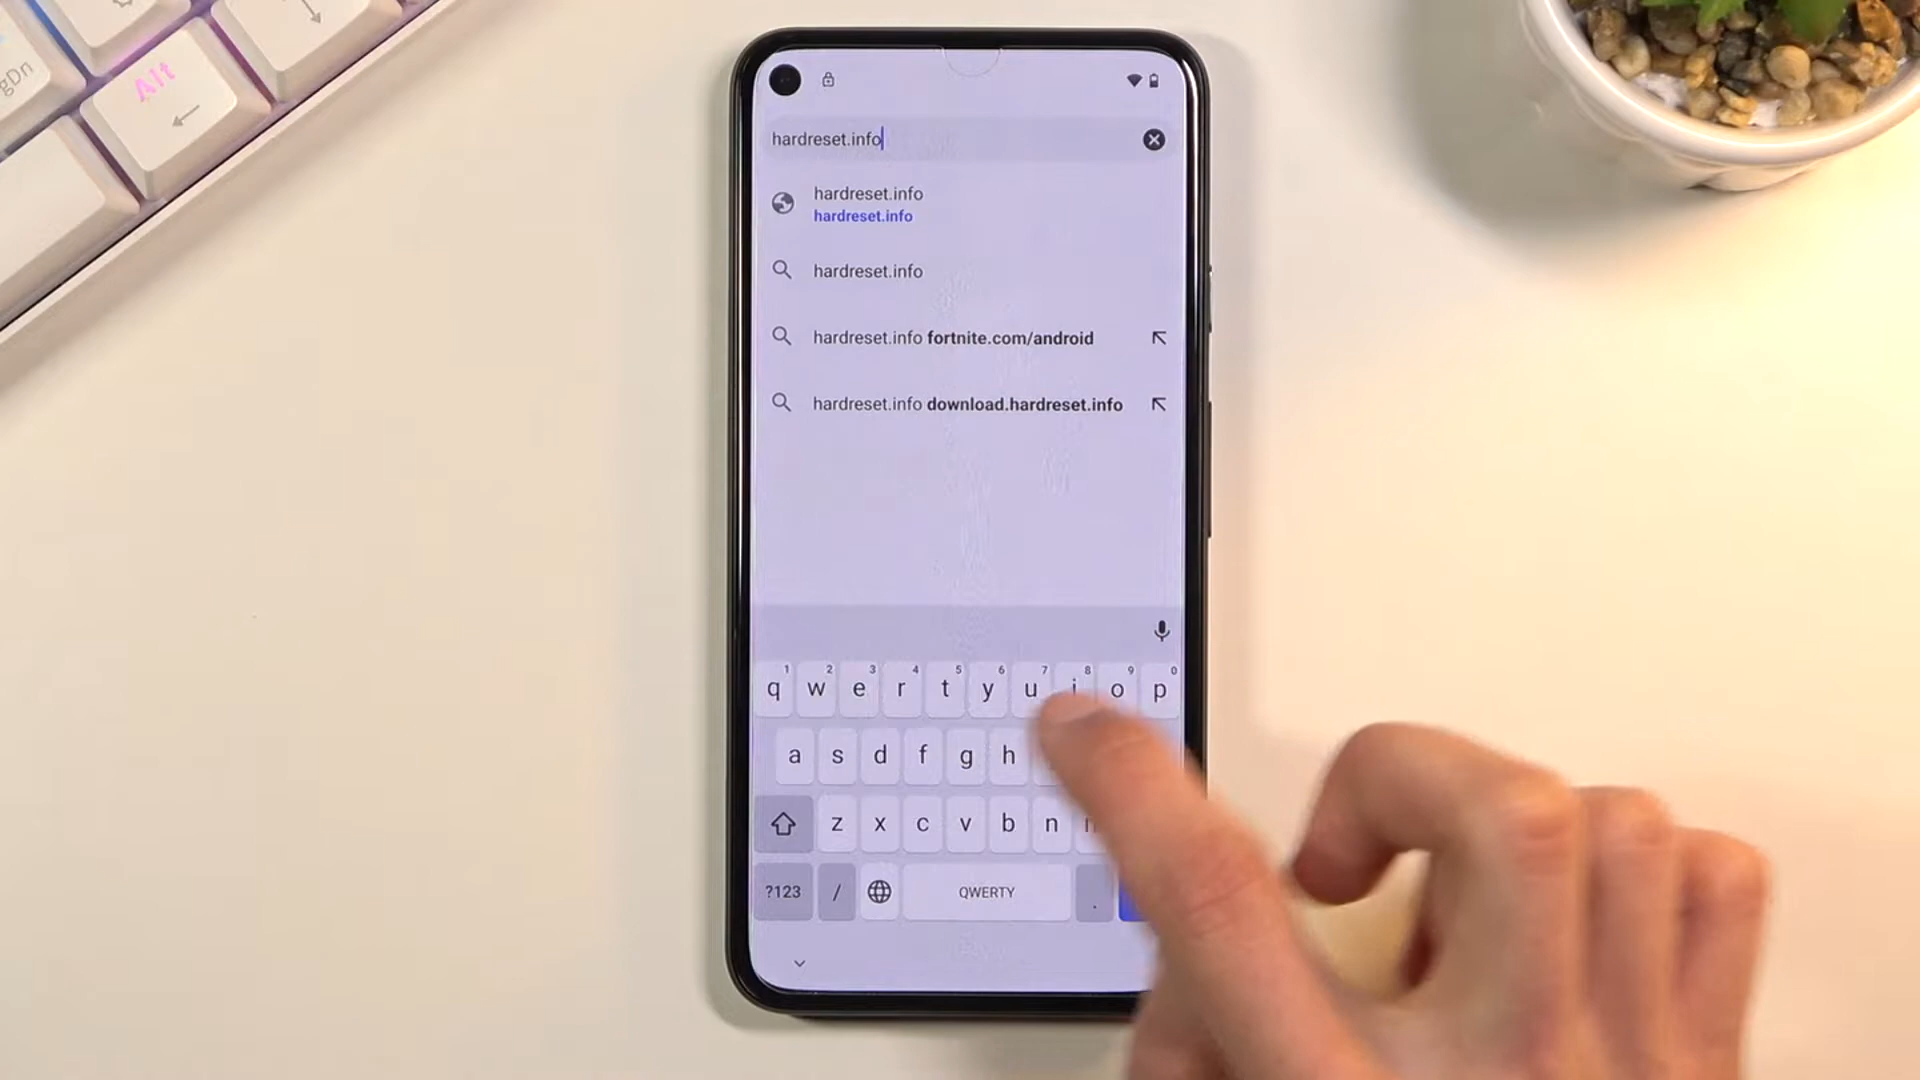 gDn
Alt
hardreset.info
hardreset.info
hardreset.info
hardreset.info
hardreset.info fortnite.com/android
hardreset.info download.hardreset.info
1 2 3 4 5 6 7 8 9 0
q w e r t y u i o p
a s d f g h
z x c v b n
?123 / QWERTY .